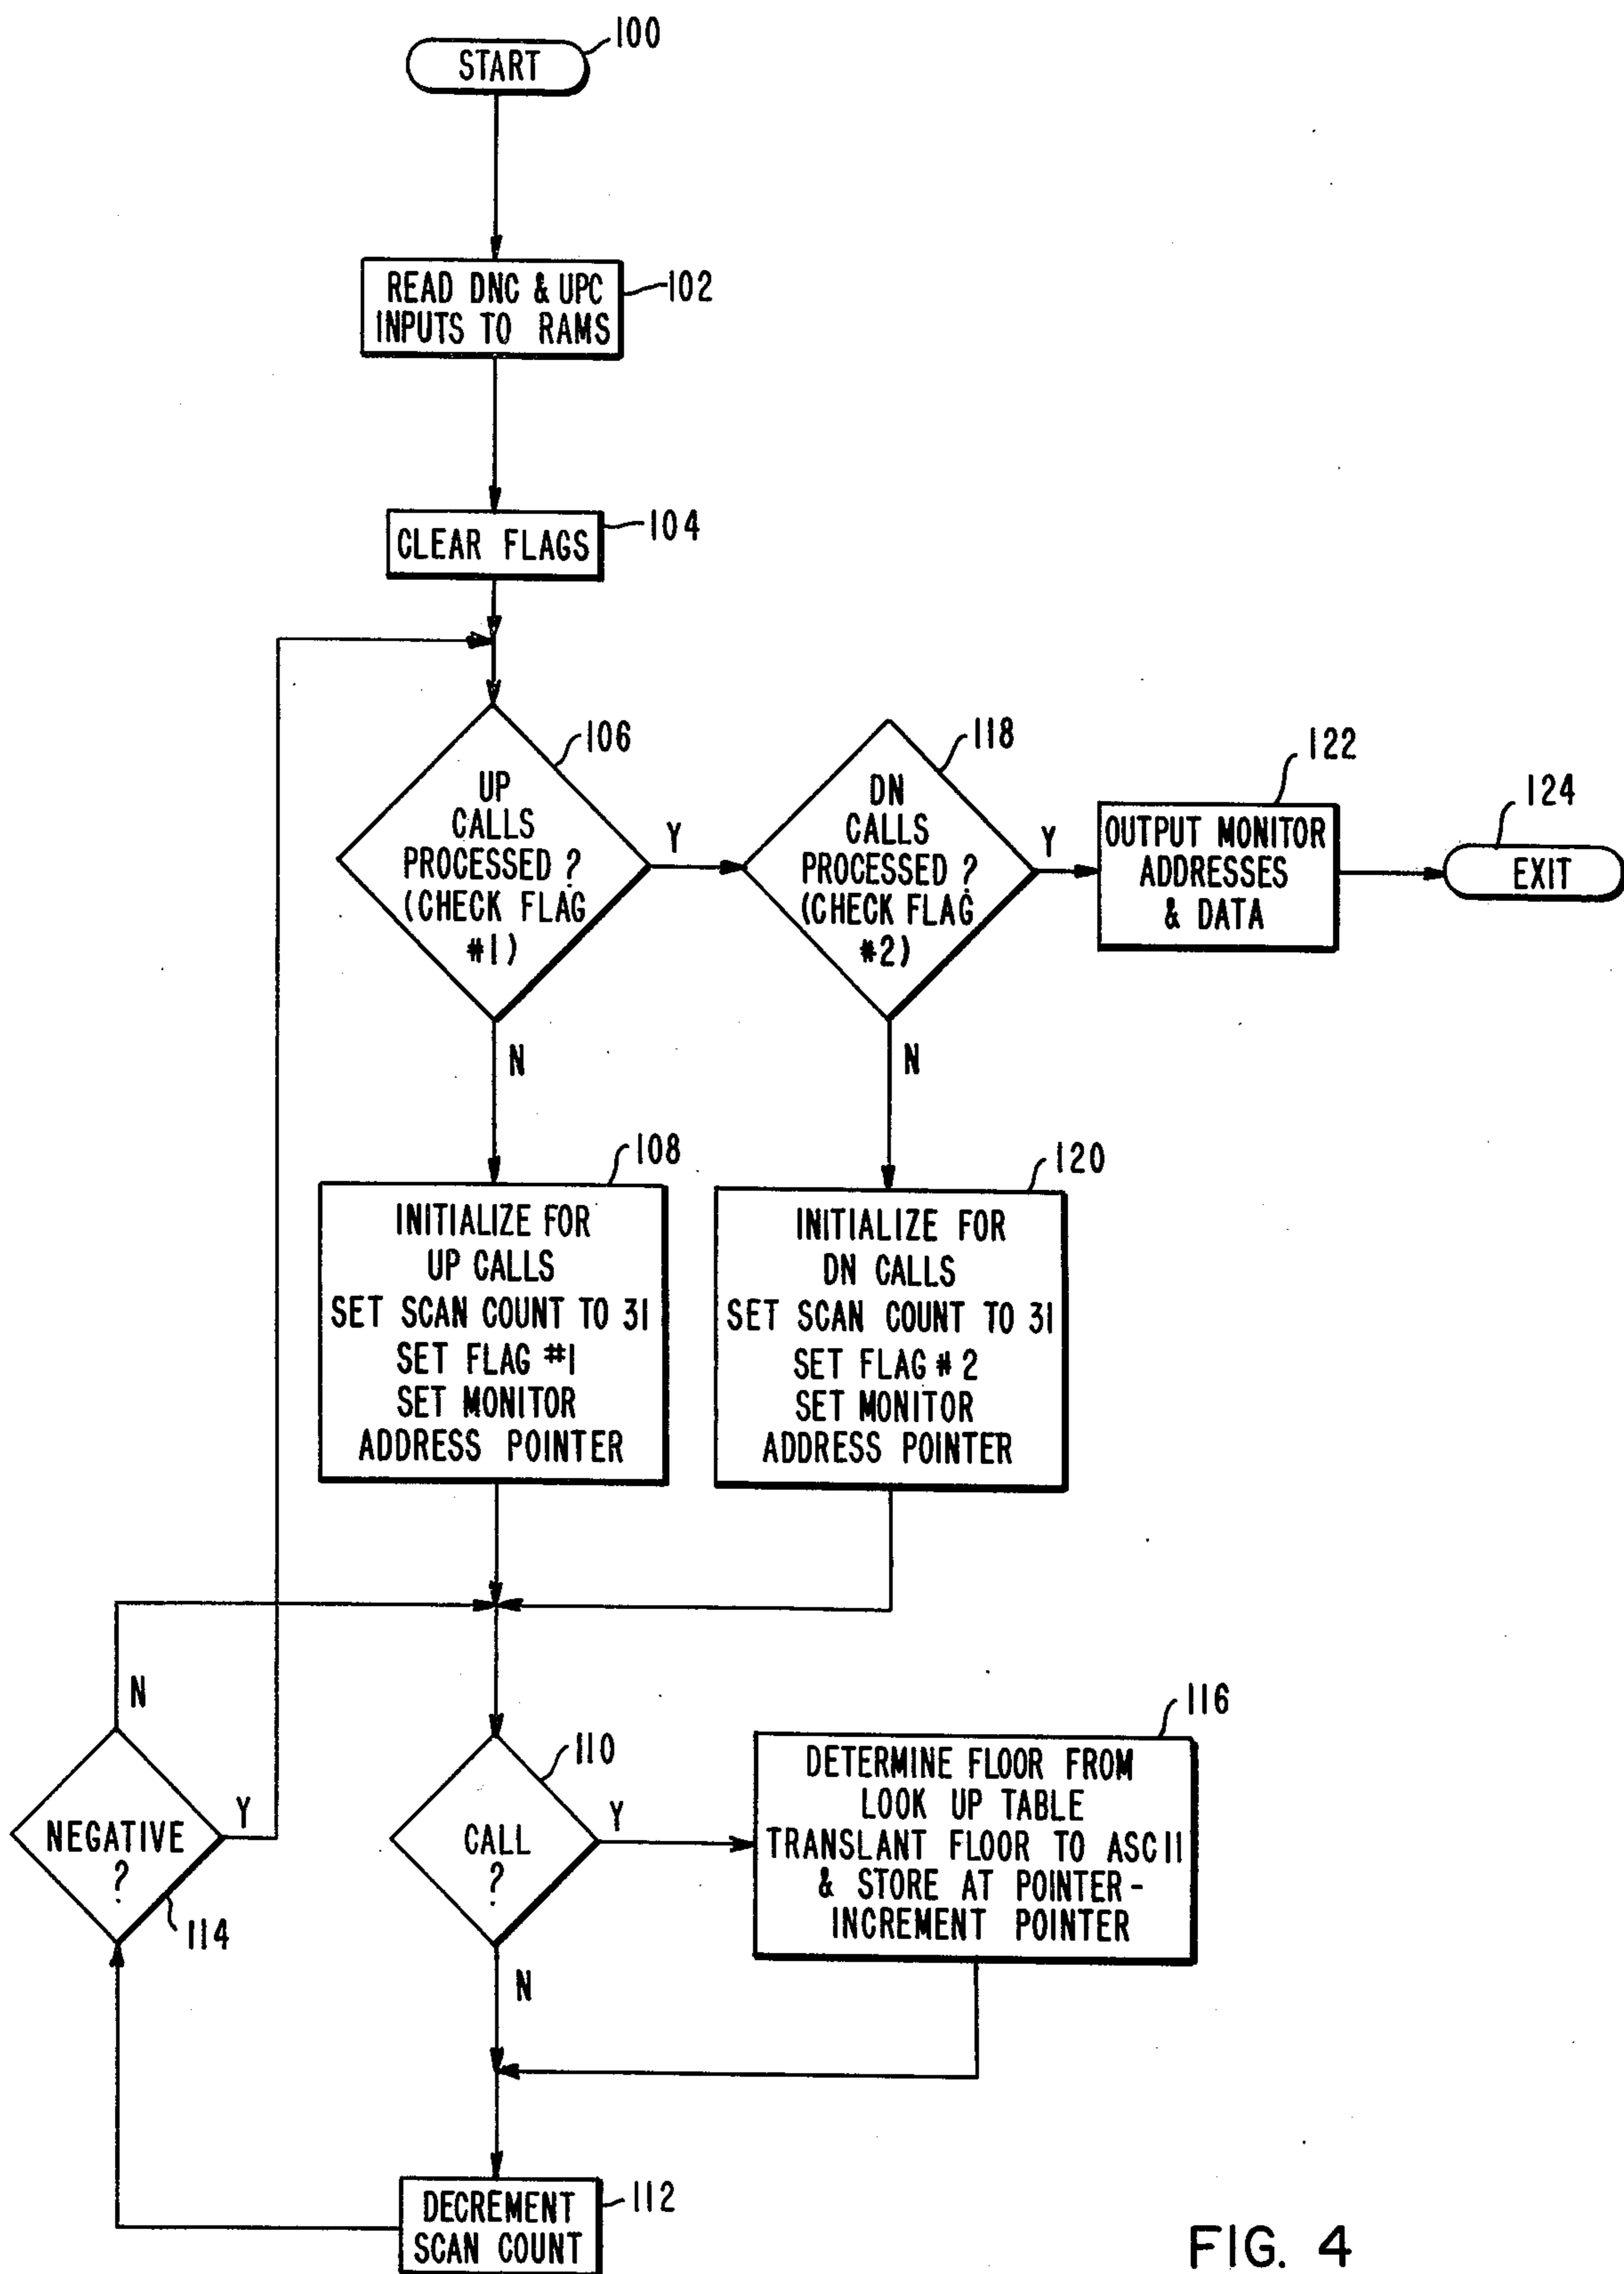 START
100
READ DNC & UPC
INPUTS TO RAMS
102
CLEAR FLAGS
104
UP
CALLS
PROCESSED ?
(CHECK FLAG
#1)
106
Y
N
DN
CALLS
PROCESSED ?
(CHECK FLAG
#2)
118
Y
N
OUTPUT MONITOR
ADDRESSES
& DATA
122
EXIT
124
INITIALIZE FOR
UP CALLS
SET SCAN COUNT TO 31
SET FLAG #1
SET MONITOR
ADDRESS POINTER
108
INITIALIZE FOR
DN CALLS
SET SCAN COUNT TO 31
SET FLAG # 2
SET MONITOR
ADDRESS POINTER
120
N
NEGATIVE
?
Y
114
CALL
?
110
Y
N
DETERMINE FLOOR FROM
LOOK UP TABLE
TRANSLANT FLOOR TO ASCII
& STORE AT POINTER -
INCREMENT POINTER
116
DECREMENT
SCAN COUNT
112
FIG. 4